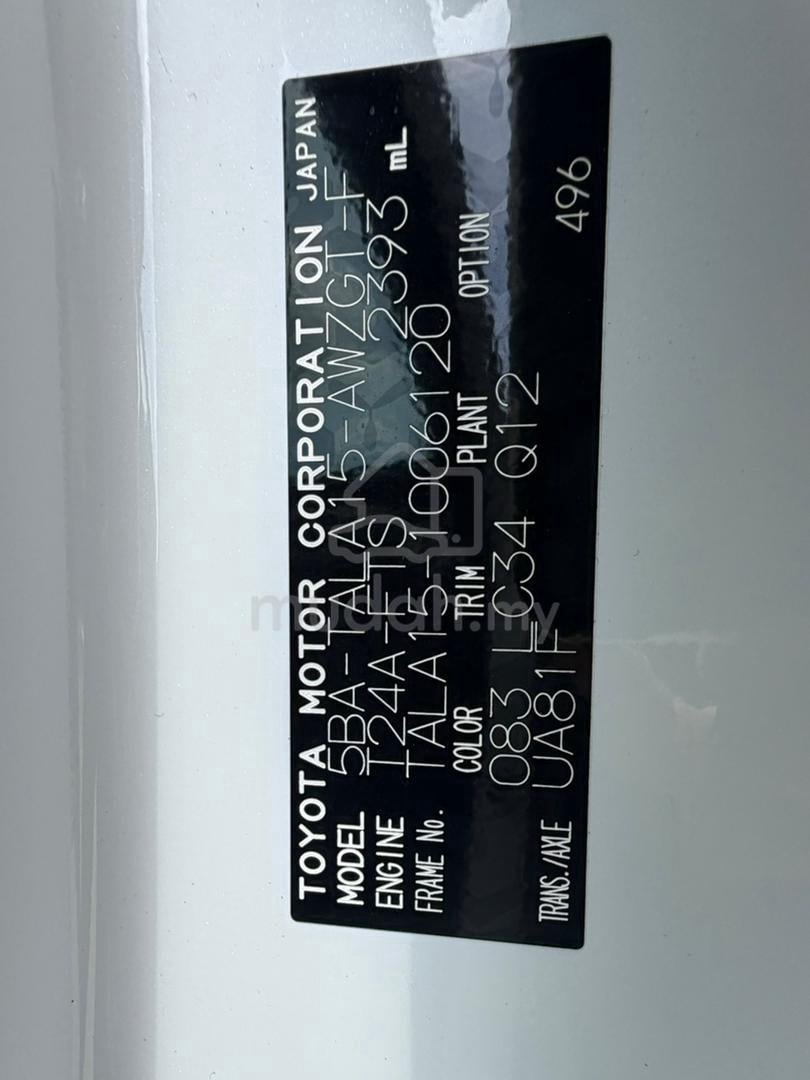 TOYOTA MOTOR CORPORATION JAPAN
MODEL 5BA-TALA15-AWZGT-F
ENGINE T24A-FTS 2393 mL
FRAME No. TALA15-1006120
COLOR TRIM PLANT OPTION
083 LC34 Q12
TRANS./AXLE UA81F 496
mudah.my